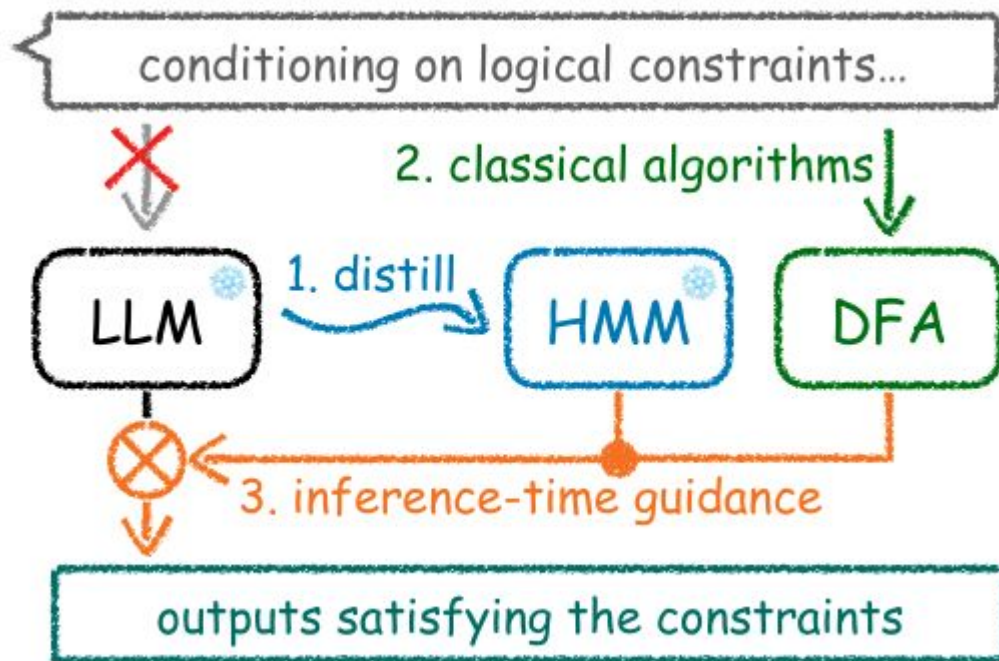 conditioning on logical constraints…
2. classical algorithms
1. distill
LLM
HMM
DFA
3. inference-time guidance
outputs satisfying the constraints